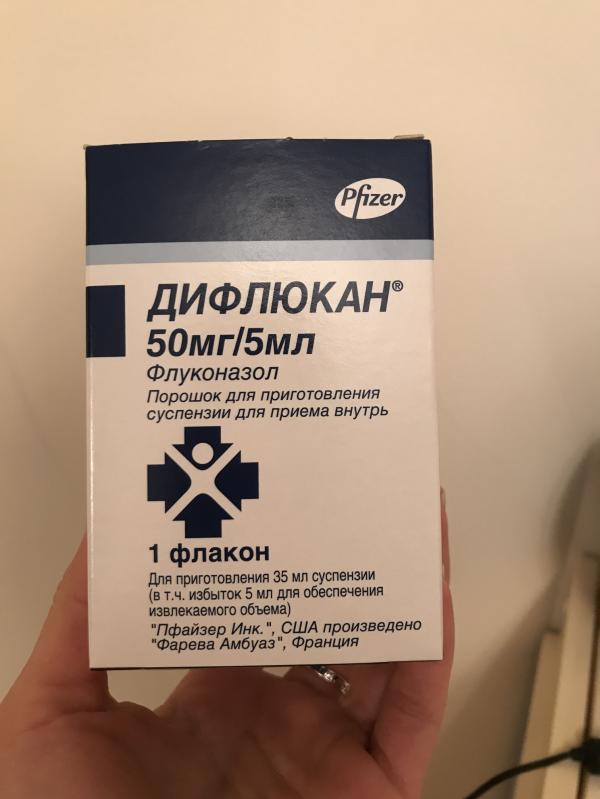 Pfizer
ДИФЛЮКАН®
50мг/5мл
Флуконазол
Порошок для приготовления
суспензии для приема внутрь
1 флакон
Для приготовления 35 мл суспензии
(в т.ч. избыток 5 мл для обеспечения
извлекаемого объема)
"Пфайзер Инк.", США произведено
"Фарева Амбуаз", Франция